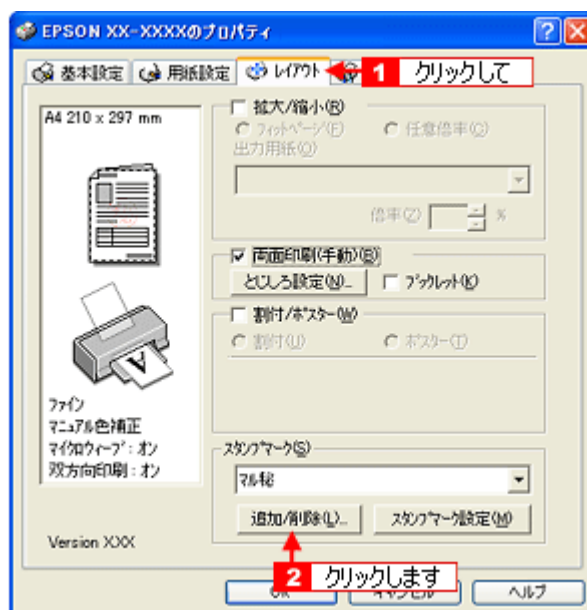 EPSON XX-XXXXのプロパティ
基本設定 用紙設定 レイアウト 1 クリックして
A4 210 x 297 mm
拡大/縮小(R)
フィットページ(F) 任意倍率(C)
出力用紙(O)
倍率(Z) %
両面印刷(手動)(B)
とじしろ設定(N)... ブックレット(K)
割付/ポスター(W)
割付(U) ポスター(T)
ファイン
マニュアル色補正
マイクロウィーブ : オン
双方向印刷 : オン
スタンプマーク(S)
マル秘
追加/削除(L)... スタンプマーク設定(M)
Version XXX
2 クリックします
ヘルプ